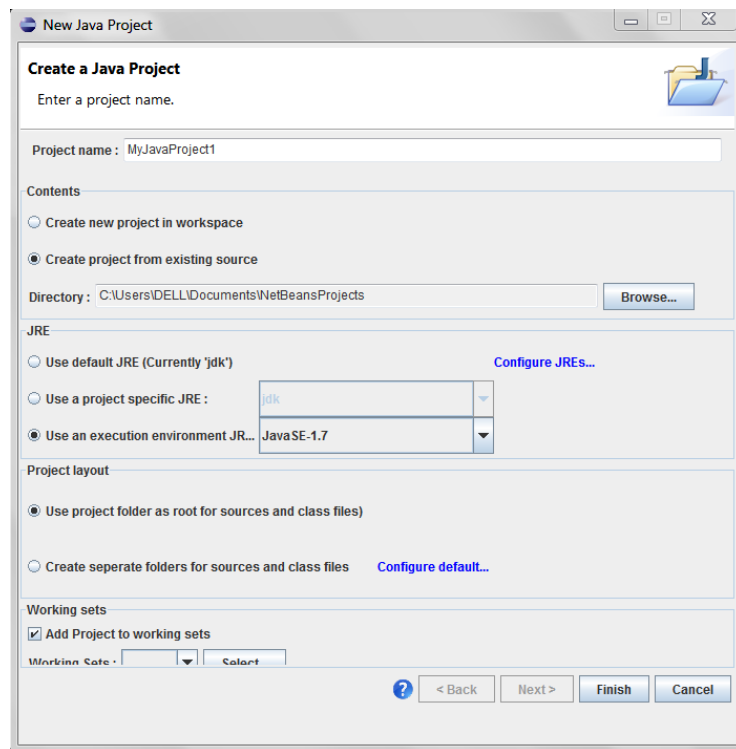 New Java Project
Create a Java Project
Enter a project name.
Project name : MyJavaProject1
Contents
Create new project in workspace
Create project from existing source
Directory : C:\Users\DELL\Documents\NetBeansProjects Browse...
JRE
Use default JRE (Currently 'jdk') Configure JREs...
Use a project specific JRE : jdk
Use an execution environment JR... JavaSE-1.7
Project layout
Use project folder as root for sources and class files)
Create seperate folders for sources and class files Configure default...
Working sets
Add Project to working sets
Working Sets : Select...
? < Back Next > Finish Cancel